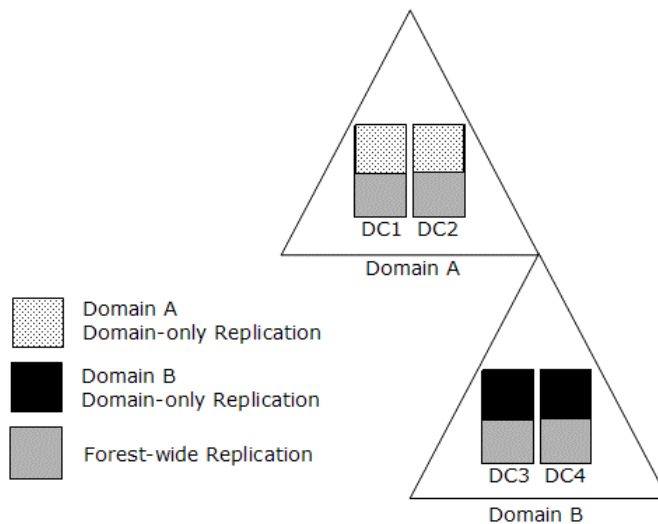 DC1 DC2
Domain A
Domain A
Domain-only Replication
Domain B
Domain-only Replication
Forest-wide Replication
DC3 DC4
Domain B